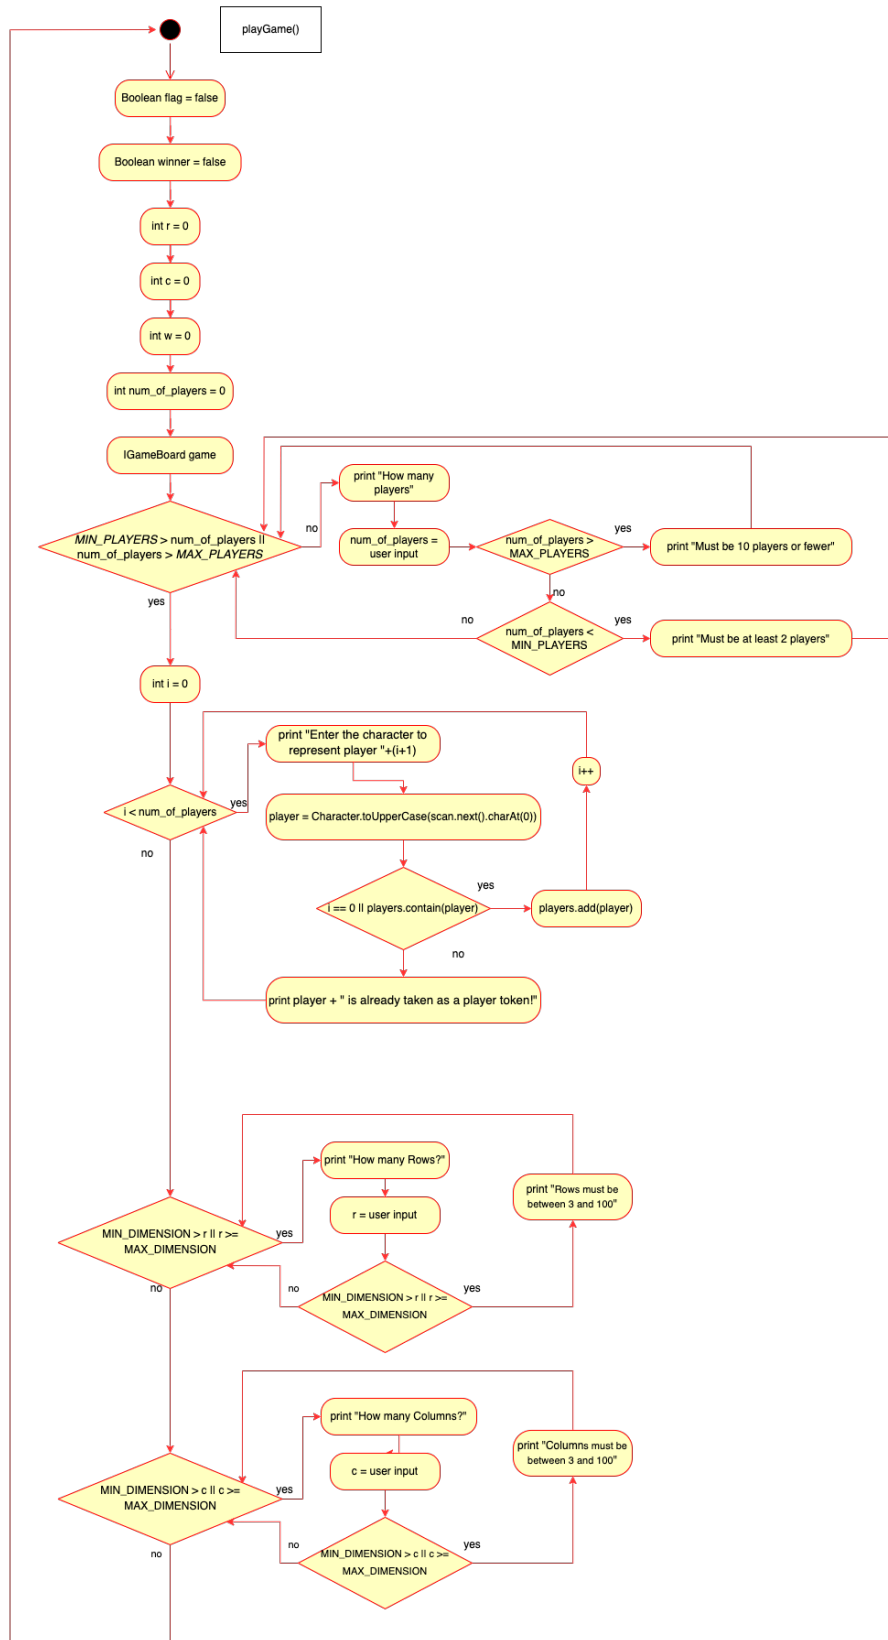 playGame()
Boolean flag = false
Boolean winner = false
int r = 0
int c = 0
int w = 0
int num_of_players = 0
IGameBoard game
MIN_PLAYERS > num_of_players ||
num_of_players > MAX_PLAYERS
no
yes
print "How many
players"
num_of_players =
user input
num_of_players >
MAX_PLAYERS
yes
print "Must be 10 players or fewer"
no
num_of_players <
MIN_PLAYERS
no
yes
print "Must be at least 2 players"
int i = 0
i < num_of_players
yes
no
print "Enter the character to
represent player "+(i+1)
player = Character.toUpperCase(scan.next().charAt(0))
i == 0 || players.contain(player)
yes
no
players.add(player)
i++
print player + " is already taken as a player token!"
MIN_DIMENSION > r || r >=
MAX_DIMENSION
yes
no
print "How many Rows?"
r = user input
MIN_DIMENSION > r || r >=
MAX_DIMENSION
no
yes
print "Rows must be
between 3 and 100"
MIN_DIMENSION > c || c >=
MAX_DIMENSION
yes
no
print "How many Columns?"
c = user input
MIN_DIMENSION > c || c >=
MAX_DIMENSION
no
yes
print "Columns must be
between 3 and 100"